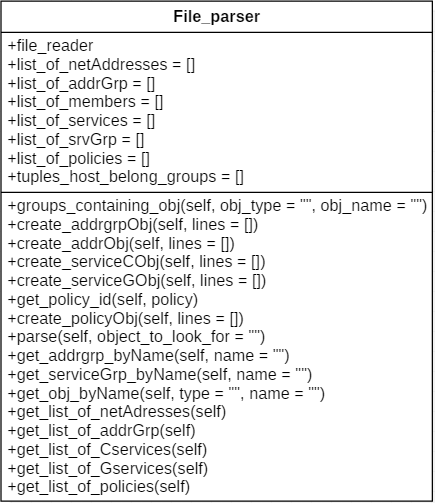 File_parser
+file_reader
+list_of_netAddresses = []
+list_of_addrGrp = []
+list_of_members = []
+list_of_services = []
+list_of_srvGrp = []
+list_of_policies = []
+tuples_host_belong_groups = []
+groups_containing_obj(self, obj_type = "", obj_name = "")
+create_addrgrpObj(self, lines = [])
+create_addrObj(self, lines = [])
+create_serviceCObj(self, lines = [])
+create_serviceGObj(self, lines = [])
+get_policy_id(self, policy)
+create_policyObj(self, lines = [])
+parse(self, object_to_look_for = "")
+get_addrgrp_byName(self, name = "")
+get_serviceGrp_byName(self, name = "")
+get_obj_byName(self, type = "", name = "")
+get_list_of_netAdresses(self)
+get_list_of_addrGrp(self)
+get_list_of_Cservices(self)
+get_list_of_Gservices(self)
+get_list_of_policies(self)